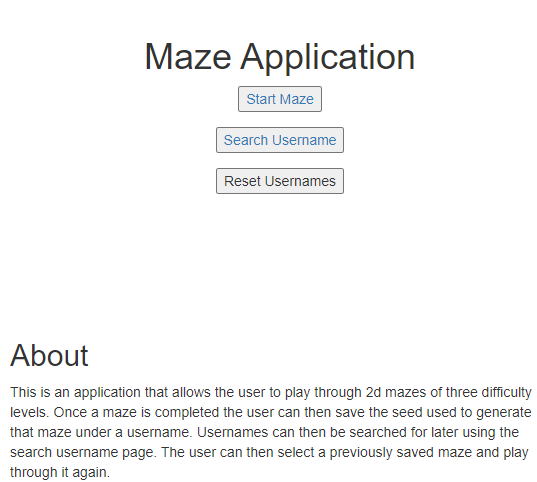 Maze Application
Start Maze
Search Username
Reset Usernames
About
This is an application that allows the user to play through 2d mazes of three difficulty
levels. Once a maze is completed the user can then save the seed used to generate
that maze under a username. Usernames can then be searched for later using the
search username page. The user can then select a previously saved maze and play
through it again.